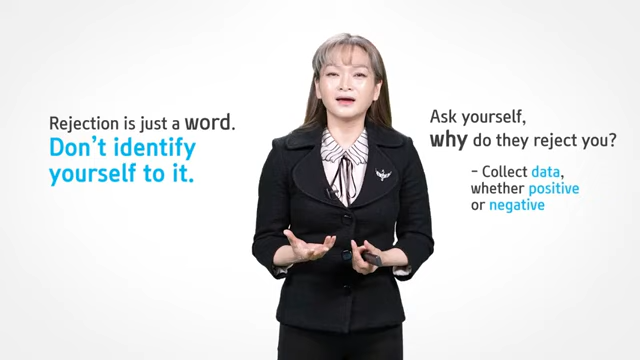 Rejection is just a word.
Don't identify
yourself to it.
Ask yourself,
why do they reject you?
- Collect data,
whether positive
or negative